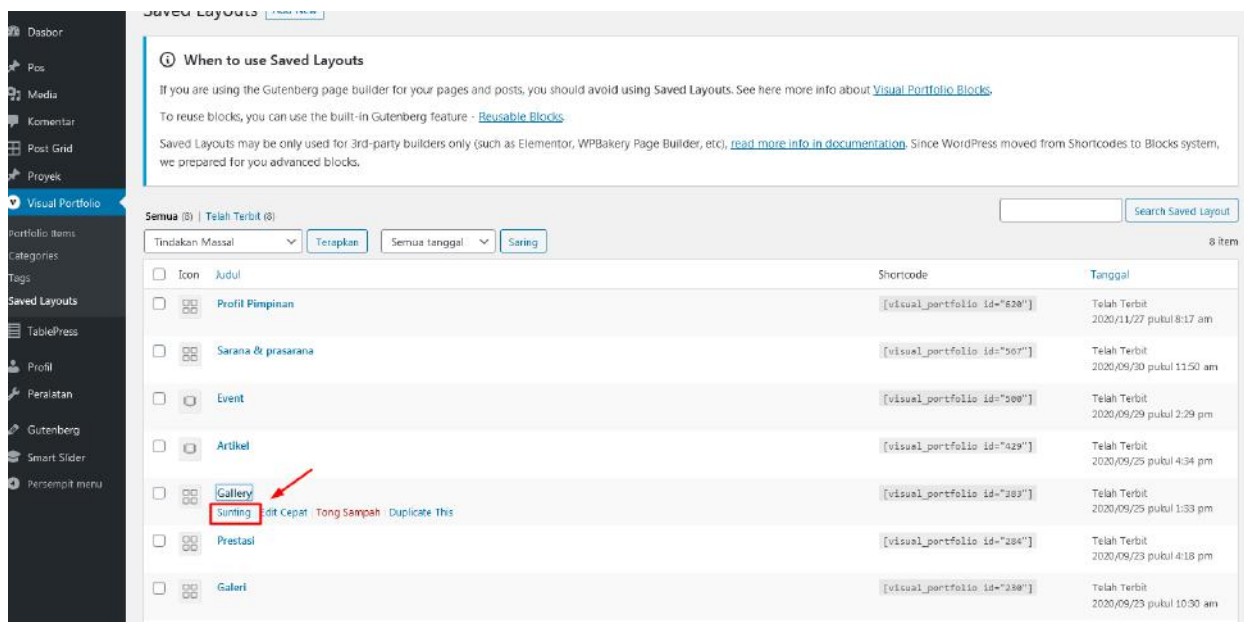 Saved Layouts Add New
Dasbor
Pos
Media
Komentar
Post Grid
Proyek
Visual Portfolio
Portfolio Items
Categories
Tags
Saved Layouts
TablePress
Profil
Peralatan
Gutenberg
Smart Slider
Persempit menu
When to use Saved Layouts
If you are using the Gutenberg page builder for your pages and posts, you should avoid using Saved Layouts. See here more info about Visual Portfolio Blocks.
To reuse blocks, you can use the built-in Gutenberg feature - Reusable Blocks.
Saved Layouts may be only used for 3rd-party builders only (such as Elementor, WPBakery Page Builder, etc), read more info in documentation. Since WordPress moved from Shortcodes to Blocks system,
we prepared for you advanced blocks.
Semua (8) | Telah Terbit (8)
Search Saved Layout
Tindakan Massal Terapkan Semua tanggal Saring
8 item
Icon Judul Shortcode Tanggal
Profil Pimpinan [visual_portfolio id="620"] Telah Terbit
2020/11/27 pukul 8:17 am
Sarana & prasarana [visual_portfolio id="567"] Telah Terbit
2020/09/30 pukul 11:50 am
Event [visual_portfolio id="500"] Telah Terbit
2020/09/29 pukul 2:29 pm
Artikel [visual_portfolio id="429"] Telah Terbit
2020/09/25 pukul 4:34 pm
Gallery [visual_portfolio id="383"] Telah Terbit
Sunting Edit Cepat | Tong Sampah | Duplicate This 2020/09/25 pukul 1:33 pm
Prestasi [visual_portfolio id="284"] Telah Terbit
2020/09/23 pukul 4:18 pm
Galeri [visual_portfolio id="230"] Telah Terbit
2020/09/23 pukul 10:30 am